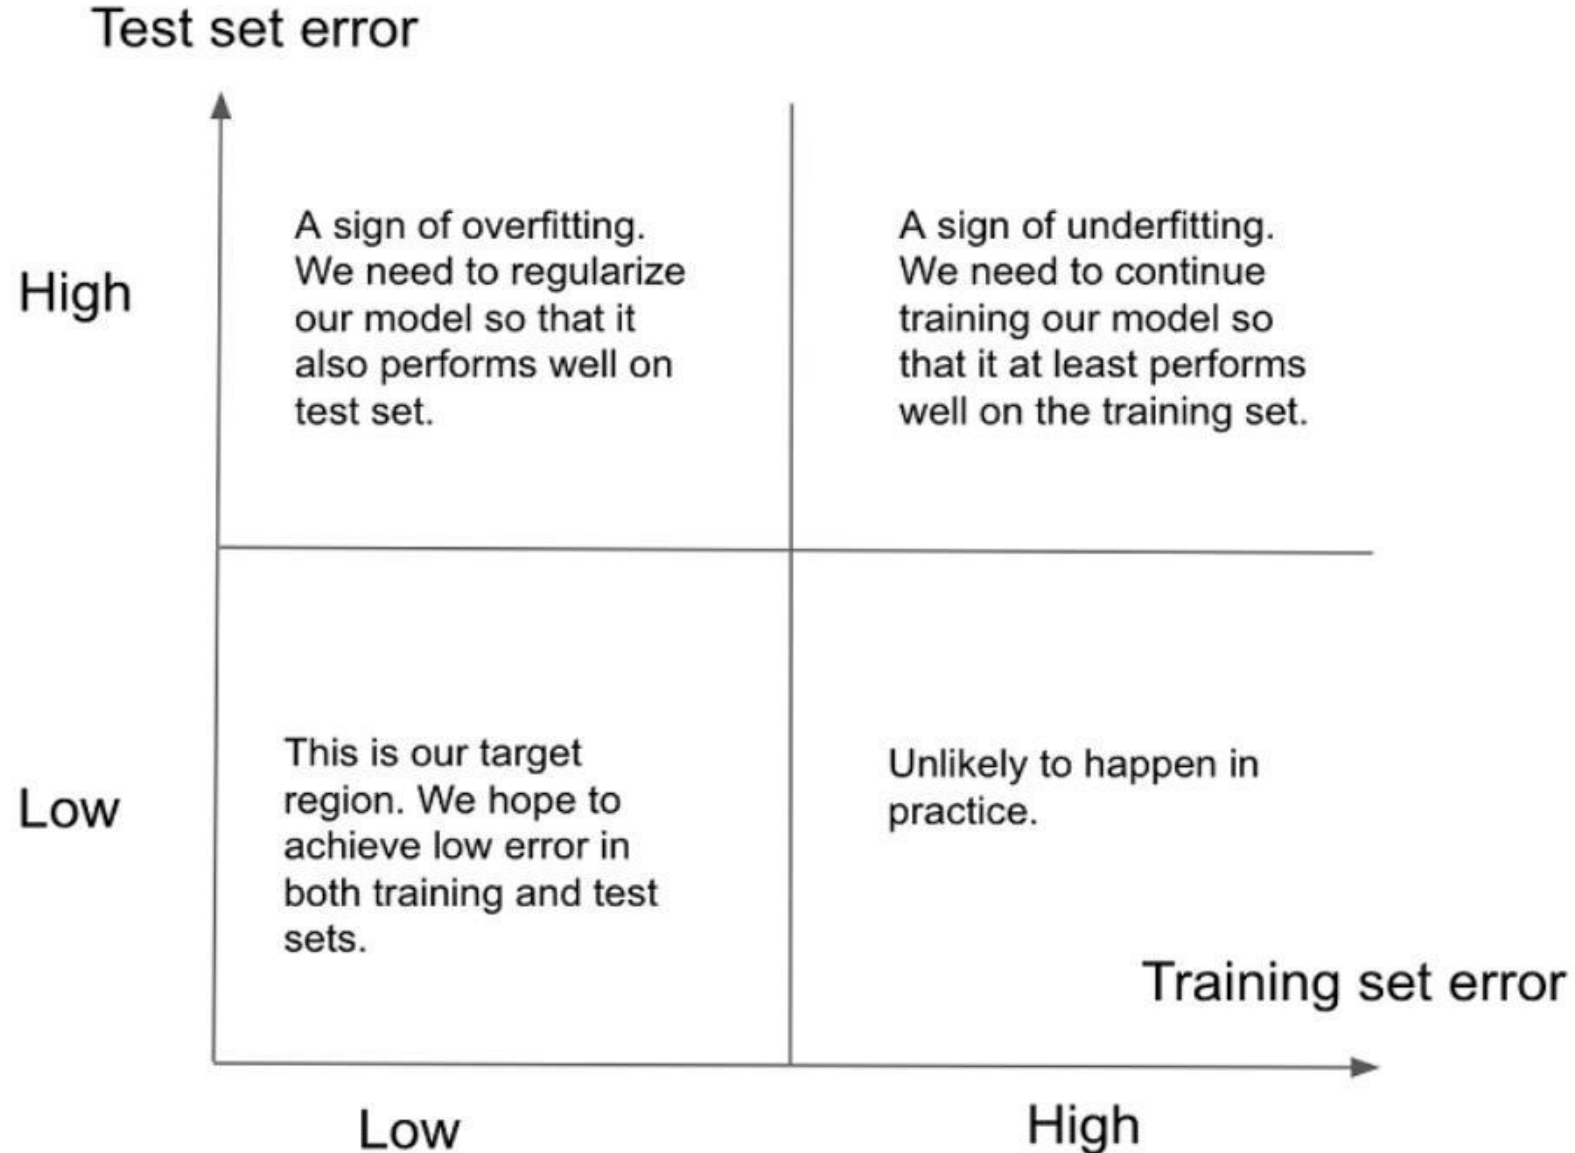 Test set error
High
A sign of overfitting.
We need to regularize
our model so that it
also performs well on
test set.
A sign of underfitting.
We need to continue
training our model so
that it at least performs
well on the training set.
Low
This is our target
region. We hope to
achieve low error in
both training and test
sets.
Unlikely to happen in
practice.
Training set error
Low
High